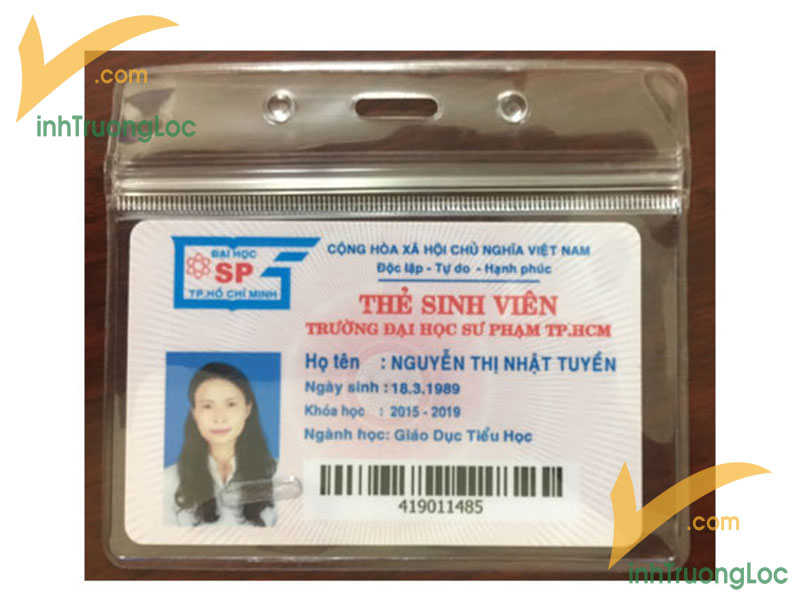 .com
inhTruongLoc
ĐẠI HỌC
SP
TP.HỒ CHÍ MINH
CỘNG HÒA XÃ HỘI CHỦ NGHĨA VIỆT NAM
Độc lập - Tự do - Hạnh phúc
THẺ SINH VIÊN
TRƯỜNG ĐẠI HỌC SƯ PHẠM TP.HCM
Họ tên : NGUYỄN THỊ NHẬT TUYỀN
Ngày sinh : 18.3.1989
Khóa học : 2015 - 2019
Ngành học: Giáo Dục Tiểu Học
419011485
.com
inhTruongLoc